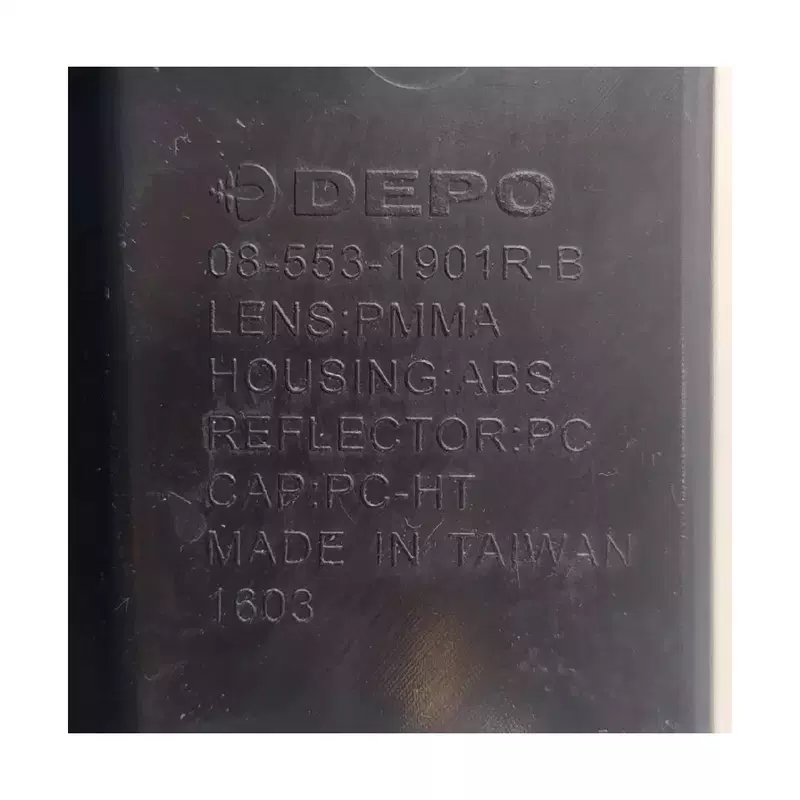 DEPO
08-553-1901R-B
LENS:PMMA
HOUSING:ABS
REFLECTOR:PC
CAP:PC-HT
MADE IN TAIWAN
1603